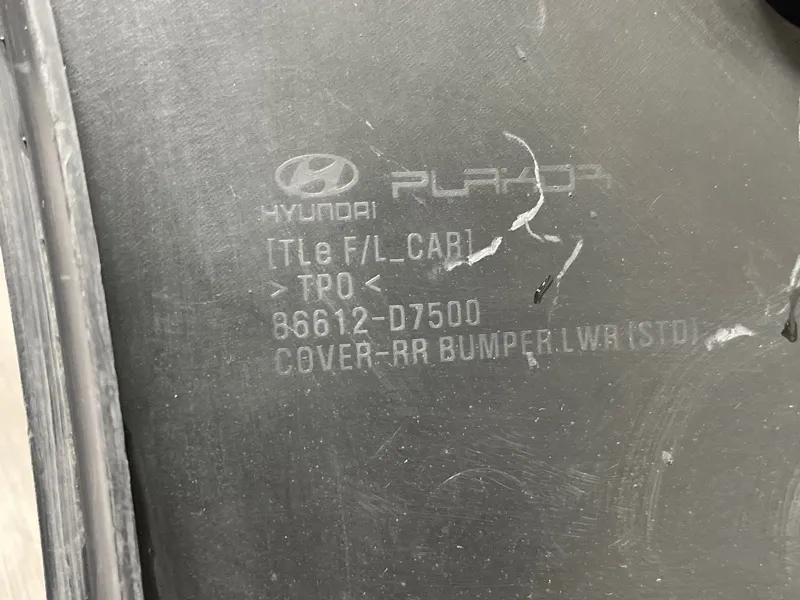 HYUNDAI PLAKOR
[TLe F/L_CAR]
> TPO <
86612-D7500
COVER-RR BUMPER LWR (STD)